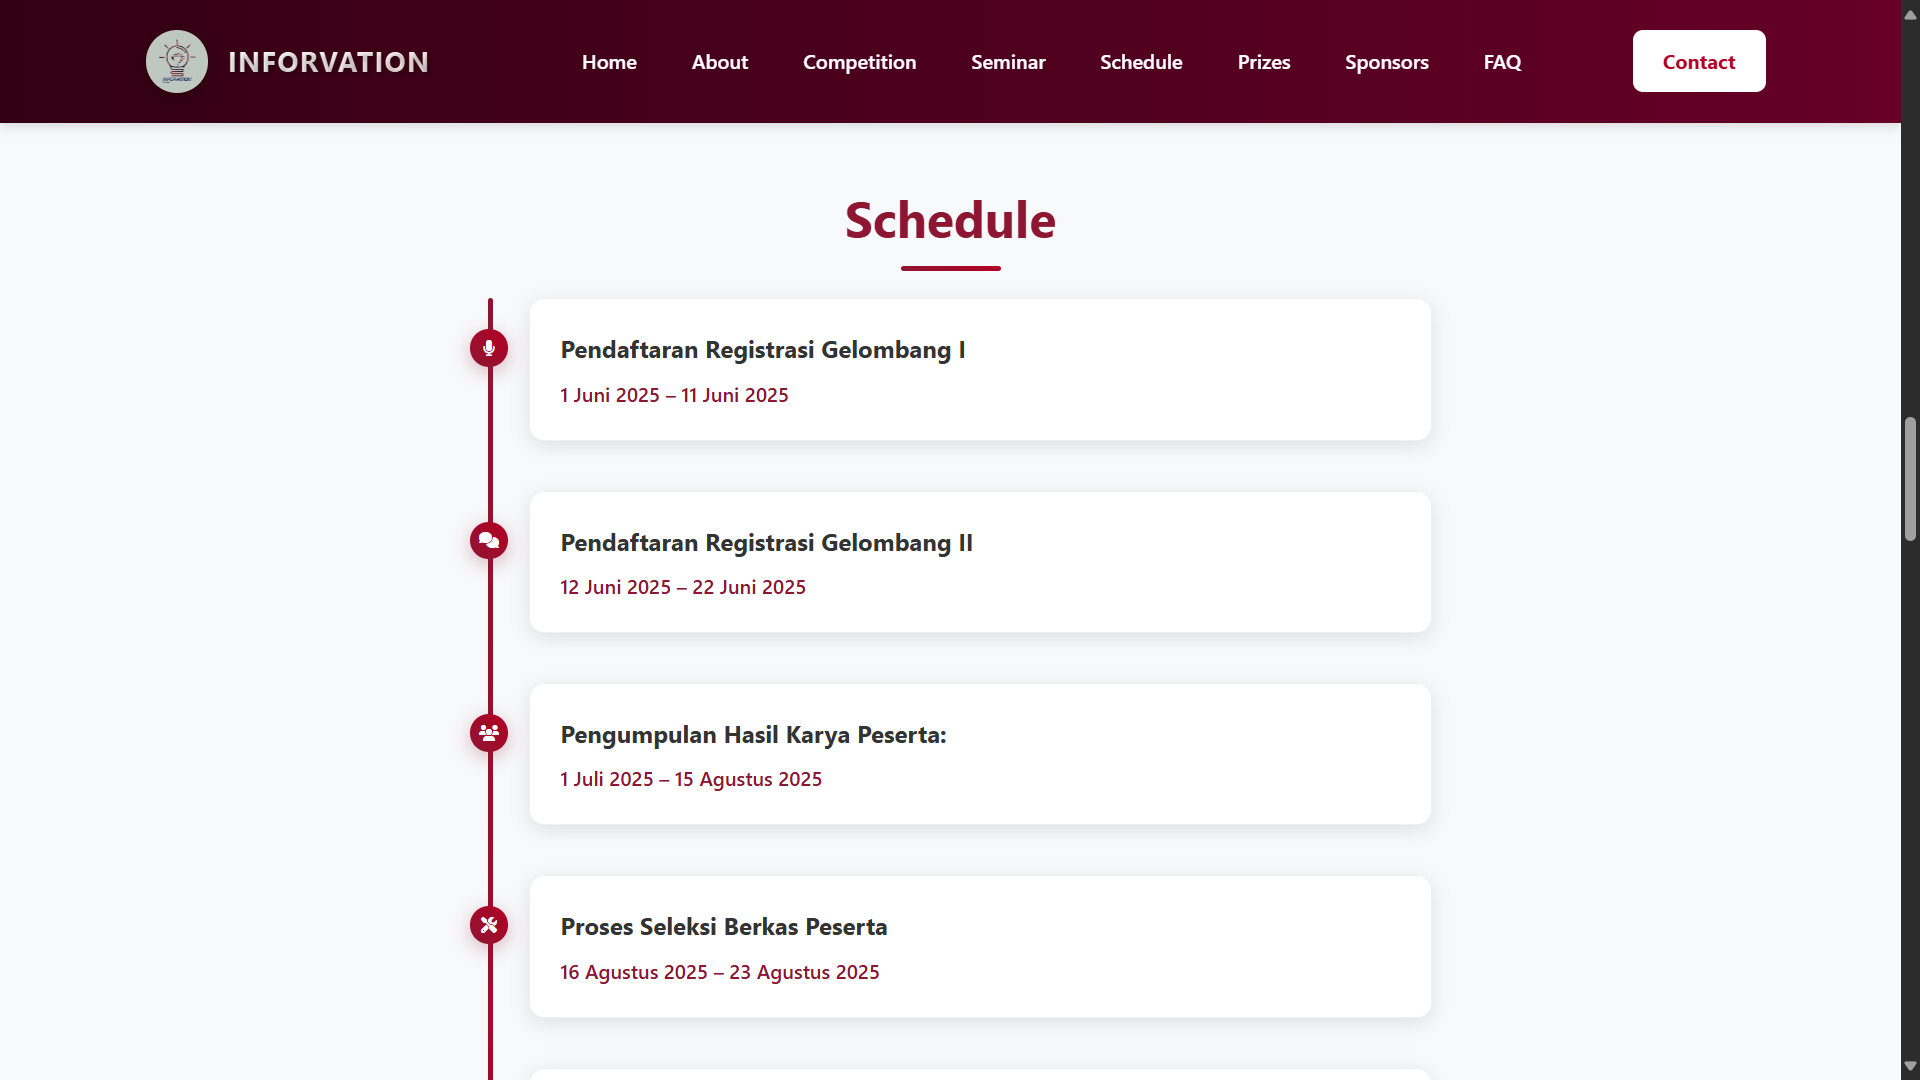 INFORVATION
Home
About
Competition
Seminar
Schedule
Prizes
Sponsors
FAQ
Contact
Schedule
Pendaftaran Registrasi Gelombang I
1 Juni 2025 – 11 Juni 2025
Pendaftaran Registrasi Gelombang II
12 Juni 2025 – 22 Juni 2025
Pengumpulan Hasil Karya Peserta:
1 Juli 2025 – 15 Agustus 2025
Proses Seleksi Berkas Peserta
16 Agustus 2025 – 23 Agustus 2025